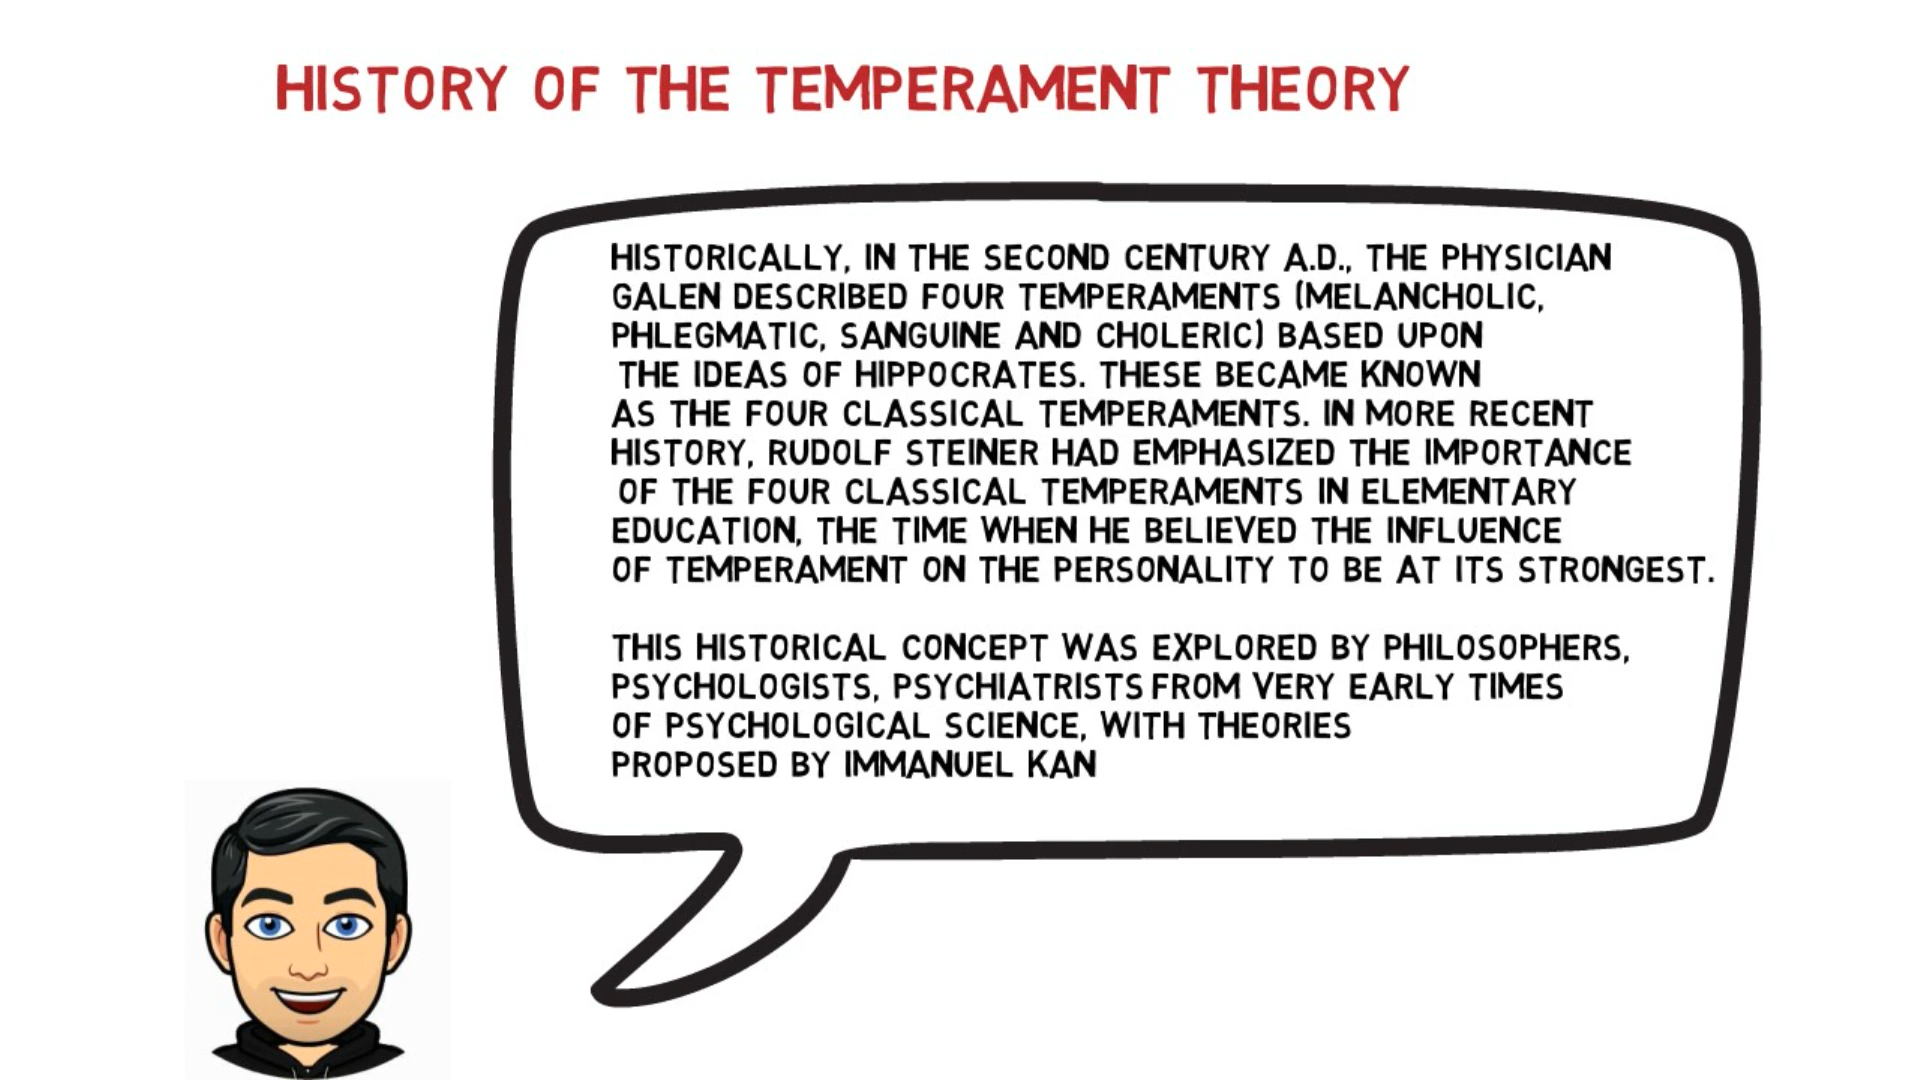 HISTORY OF THE TEMPERAMENT THEORY
HISTORICALLY, IN THE SECOND CENTURY A.D., THE PHYSICIAN
GALEN DESCRIBED FOUR TEMPERAMENTS (MELANCHOLIC,
PHLEGMATIC, SANGUINE AND CHOLERIC) BASED UPON
THE IDEAS OF HIPPOCRATES. THESE BECAME KNOWN
AS THE FOUR CLASSICAL TEMPERAMENTS. IN MORE RECENT
HISTORY, RUDOLF STEINER HAD EMPHASIZED THE IMPORTANCE
OF THE FOUR CLASSICAL TEMPERAMENTS IN ELEMENTARY
EDUCATION, THE TIME WHEN HE BELIEVED THE INFLUENCE
OF TEMPERAMENT ON THE PERSONALITY TO BE AT ITS STRONGEST.
THIS HISTORICAL CONCEPT WAS EXPLORED BY PHILOSOPHERS,
PSYCHOLOGISTS, PSYCHIATRISTS FROM VERY EARLY TIMES
OF PSYCHOLOGICAL SCIENCE, WITH THEORIES
PROPOSED BY IMMANUEL KAN